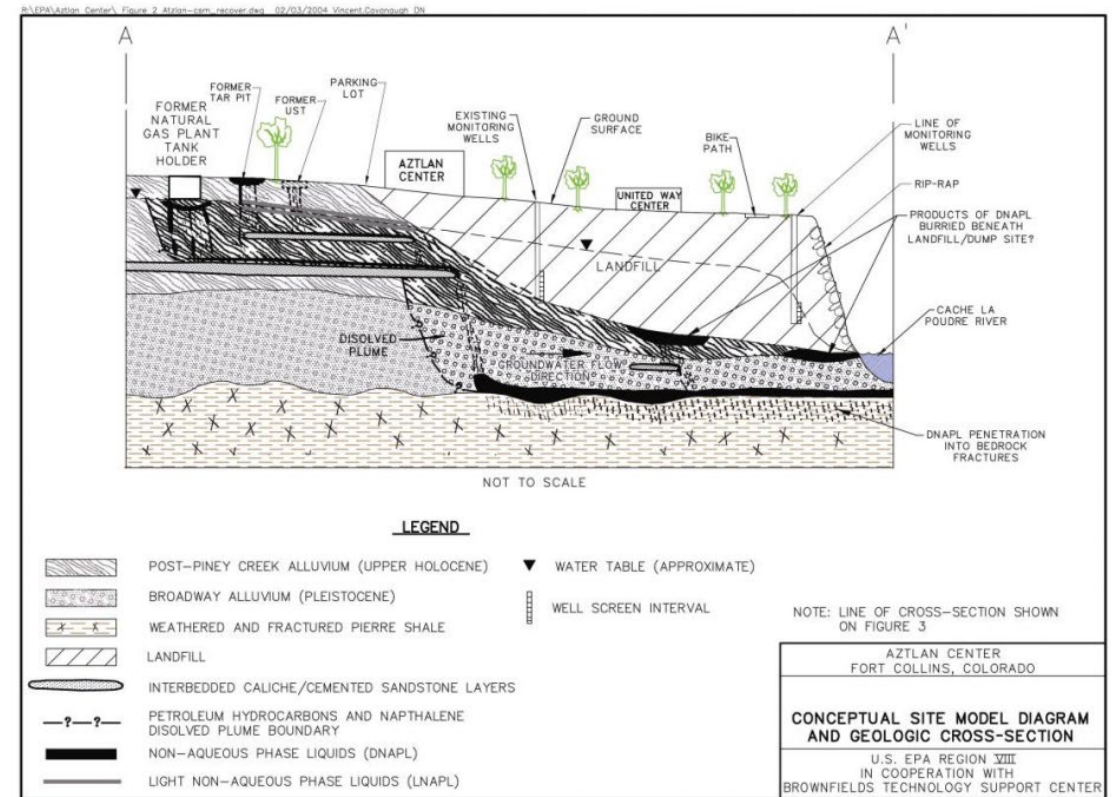 R:\EPA\Aztlan Center\ Figure 2 Atzlan-csm_recover.dwg 02/03/2004 Vincent.Cavanaugh DN
A
A'
FORMER
TAR PIT
FORMER
UST
PARKING
LOT
FORMER
NATURAL
GAS PLANT
TANK
HOLDER
AZTLAN
CENTER
EXISTING
MONITORING
WELLS
GROUND
SURFACE
UNITED WAY
CENTER
BIKE
PATH
LINE OF
MONITORING
WELLS
RIP-RAP
PRODUCTS OF DNAPL
BURRIED BENEATH
LANDFILL/DUMP SITE?
LANDFILL
CACHE LA
POUDRE RIVER
DISOLVED
PLUME
GROUNDWATER FLOW
DIRECTION
DNAPL PENETRATION
INTO BEDROCK
FRACTURES
NOT TO SCALE
LEGEND
POST-PINEY CREEK ALLUVIUM (UPPER HOLOCENE)
BROADWAY ALLUVIUM (PLEISTOCENE)
WEATHERED AND FRACTURED PIERRE SHALE
LANDFILL
INTERBEDDED CALICHE/CEMENTED SANDSTONE LAYERS
?
?
PETROLEUM HYDROCARBONS AND NAPTHALENE
DISOLVED PLUME BOUNDARY
NON-AQUEOUS PHASE LIQUIDS (DNAPL)
LIGHT NON-AQUEOUS PHASE LIQUIDS (LNAPL)
WATER TABLE (APPROXIMATE)
WELL SCREEN INTERVAL
NOTE: LINE OF CROSS-SECTION SHOWN
ON FIGURE 3
AZTLAN CENTER
FORT COLLINS, COLORADO
CONCEPTUAL SITE MODEL DIAGRAM
AND GEOLOGIC CROSS-SECTION
U.S. EPA REGION VIII
IN COOPERATION WITH
BROWNFIELDS TECHNOLOGY SUPPORT CENTER